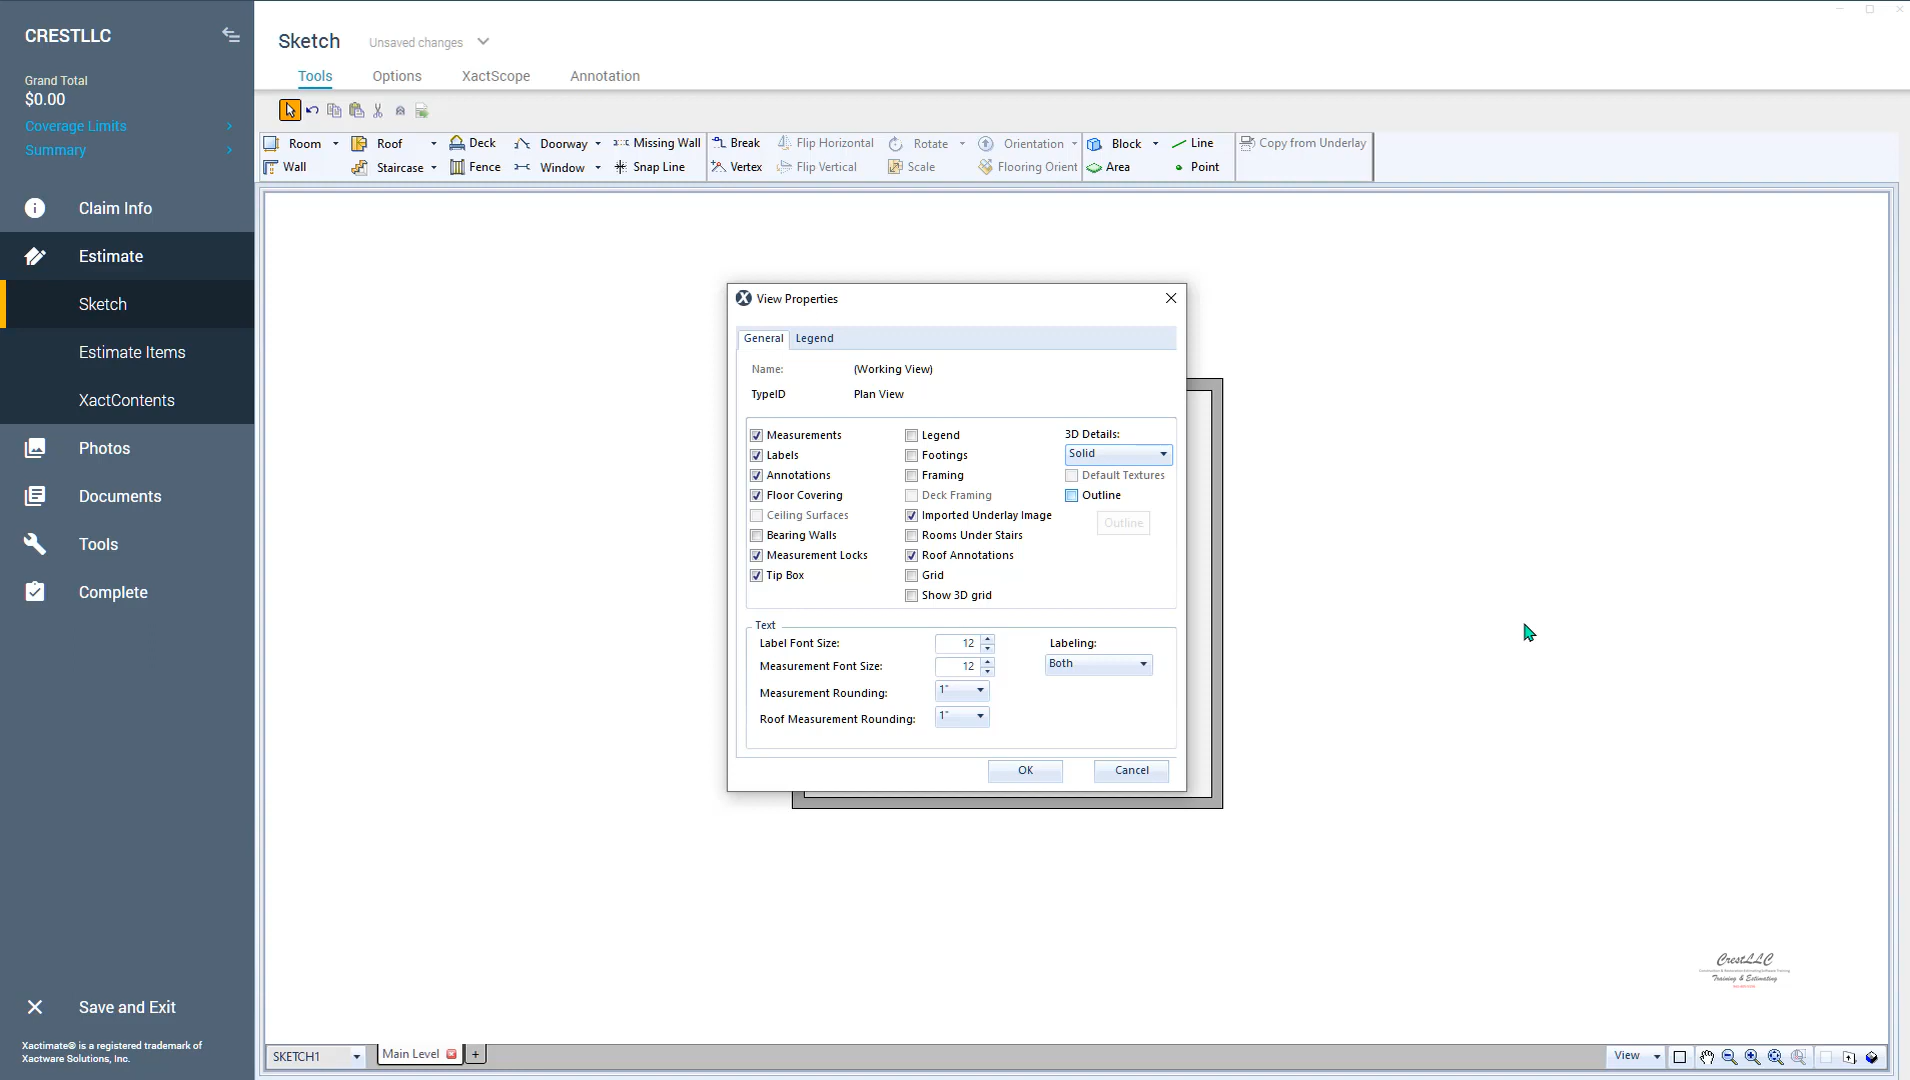 CRESTLLC
Grand Total
$0.00
Coverage Limits
Summary
Claim Info
Estimate
Sketch
Estimate Items
XactContents
Photos
Documents
Tools
Complete
Save and Exit
Xactimate® is a registered trademark of
Xactware Solutions, Inc.
Sketch Unsaved changes
Tools Options XactScope Annotation
Room Roof Deck Doorway Missing Wall Break Flip Horizontal Rotate Orientation Block Line Copy from Underlay
Wall Staircase Fence Window Snap Line Vertex Flip Vertical Scale Flooring Orient Area Point
View Properties
General Legend
Name: (Working View)
TypeID Plan View
Measurements Legend 3D Details:
Labels Footings Solid
Annotations Framing Default Textures
Floor Covering Deck Framing Outline
Ceiling Surfaces Imported Underlay Image Outline
Bearing Walls Rooms Under Stairs
Measurement Locks Roof Annotations
Tip Box Grid
Show 3D grid
Text
Label Font Size: 12 Labeling:
Measurement Font Size: 12 Both
Measurement Rounding: 1"
Roof Measurement Rounding: 1"
OK Cancel
CrestLLC
Training & Estimating
SKETCH1 Main Level + View